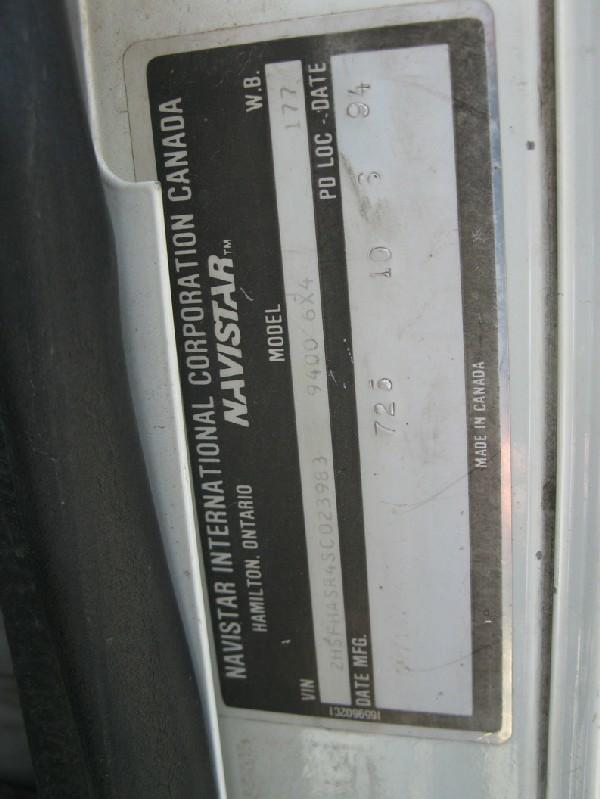 NAVISTAR INTERNATIONAL CORPORATION CANADA
HAMILTON, ONTARIO NAVISTAR™
VIN MODEL W.B.
2HSFHASR4SC023983 9400 6X4 177
DATE MFG. PD LOC - DATE
725 10 3 94
MADE IN CANADA
1659602C1